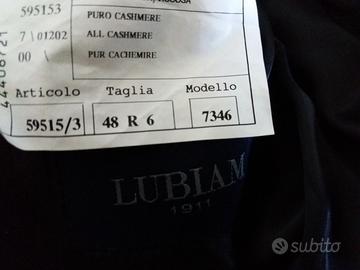 595153
PURO CASHMERE
7\01202
ALL CASHMERE
00 \
PUR CACHEMIRE
Articolo Taglia Modello
59515/3 48 R 6 7346
LUBIAM
1911
subito